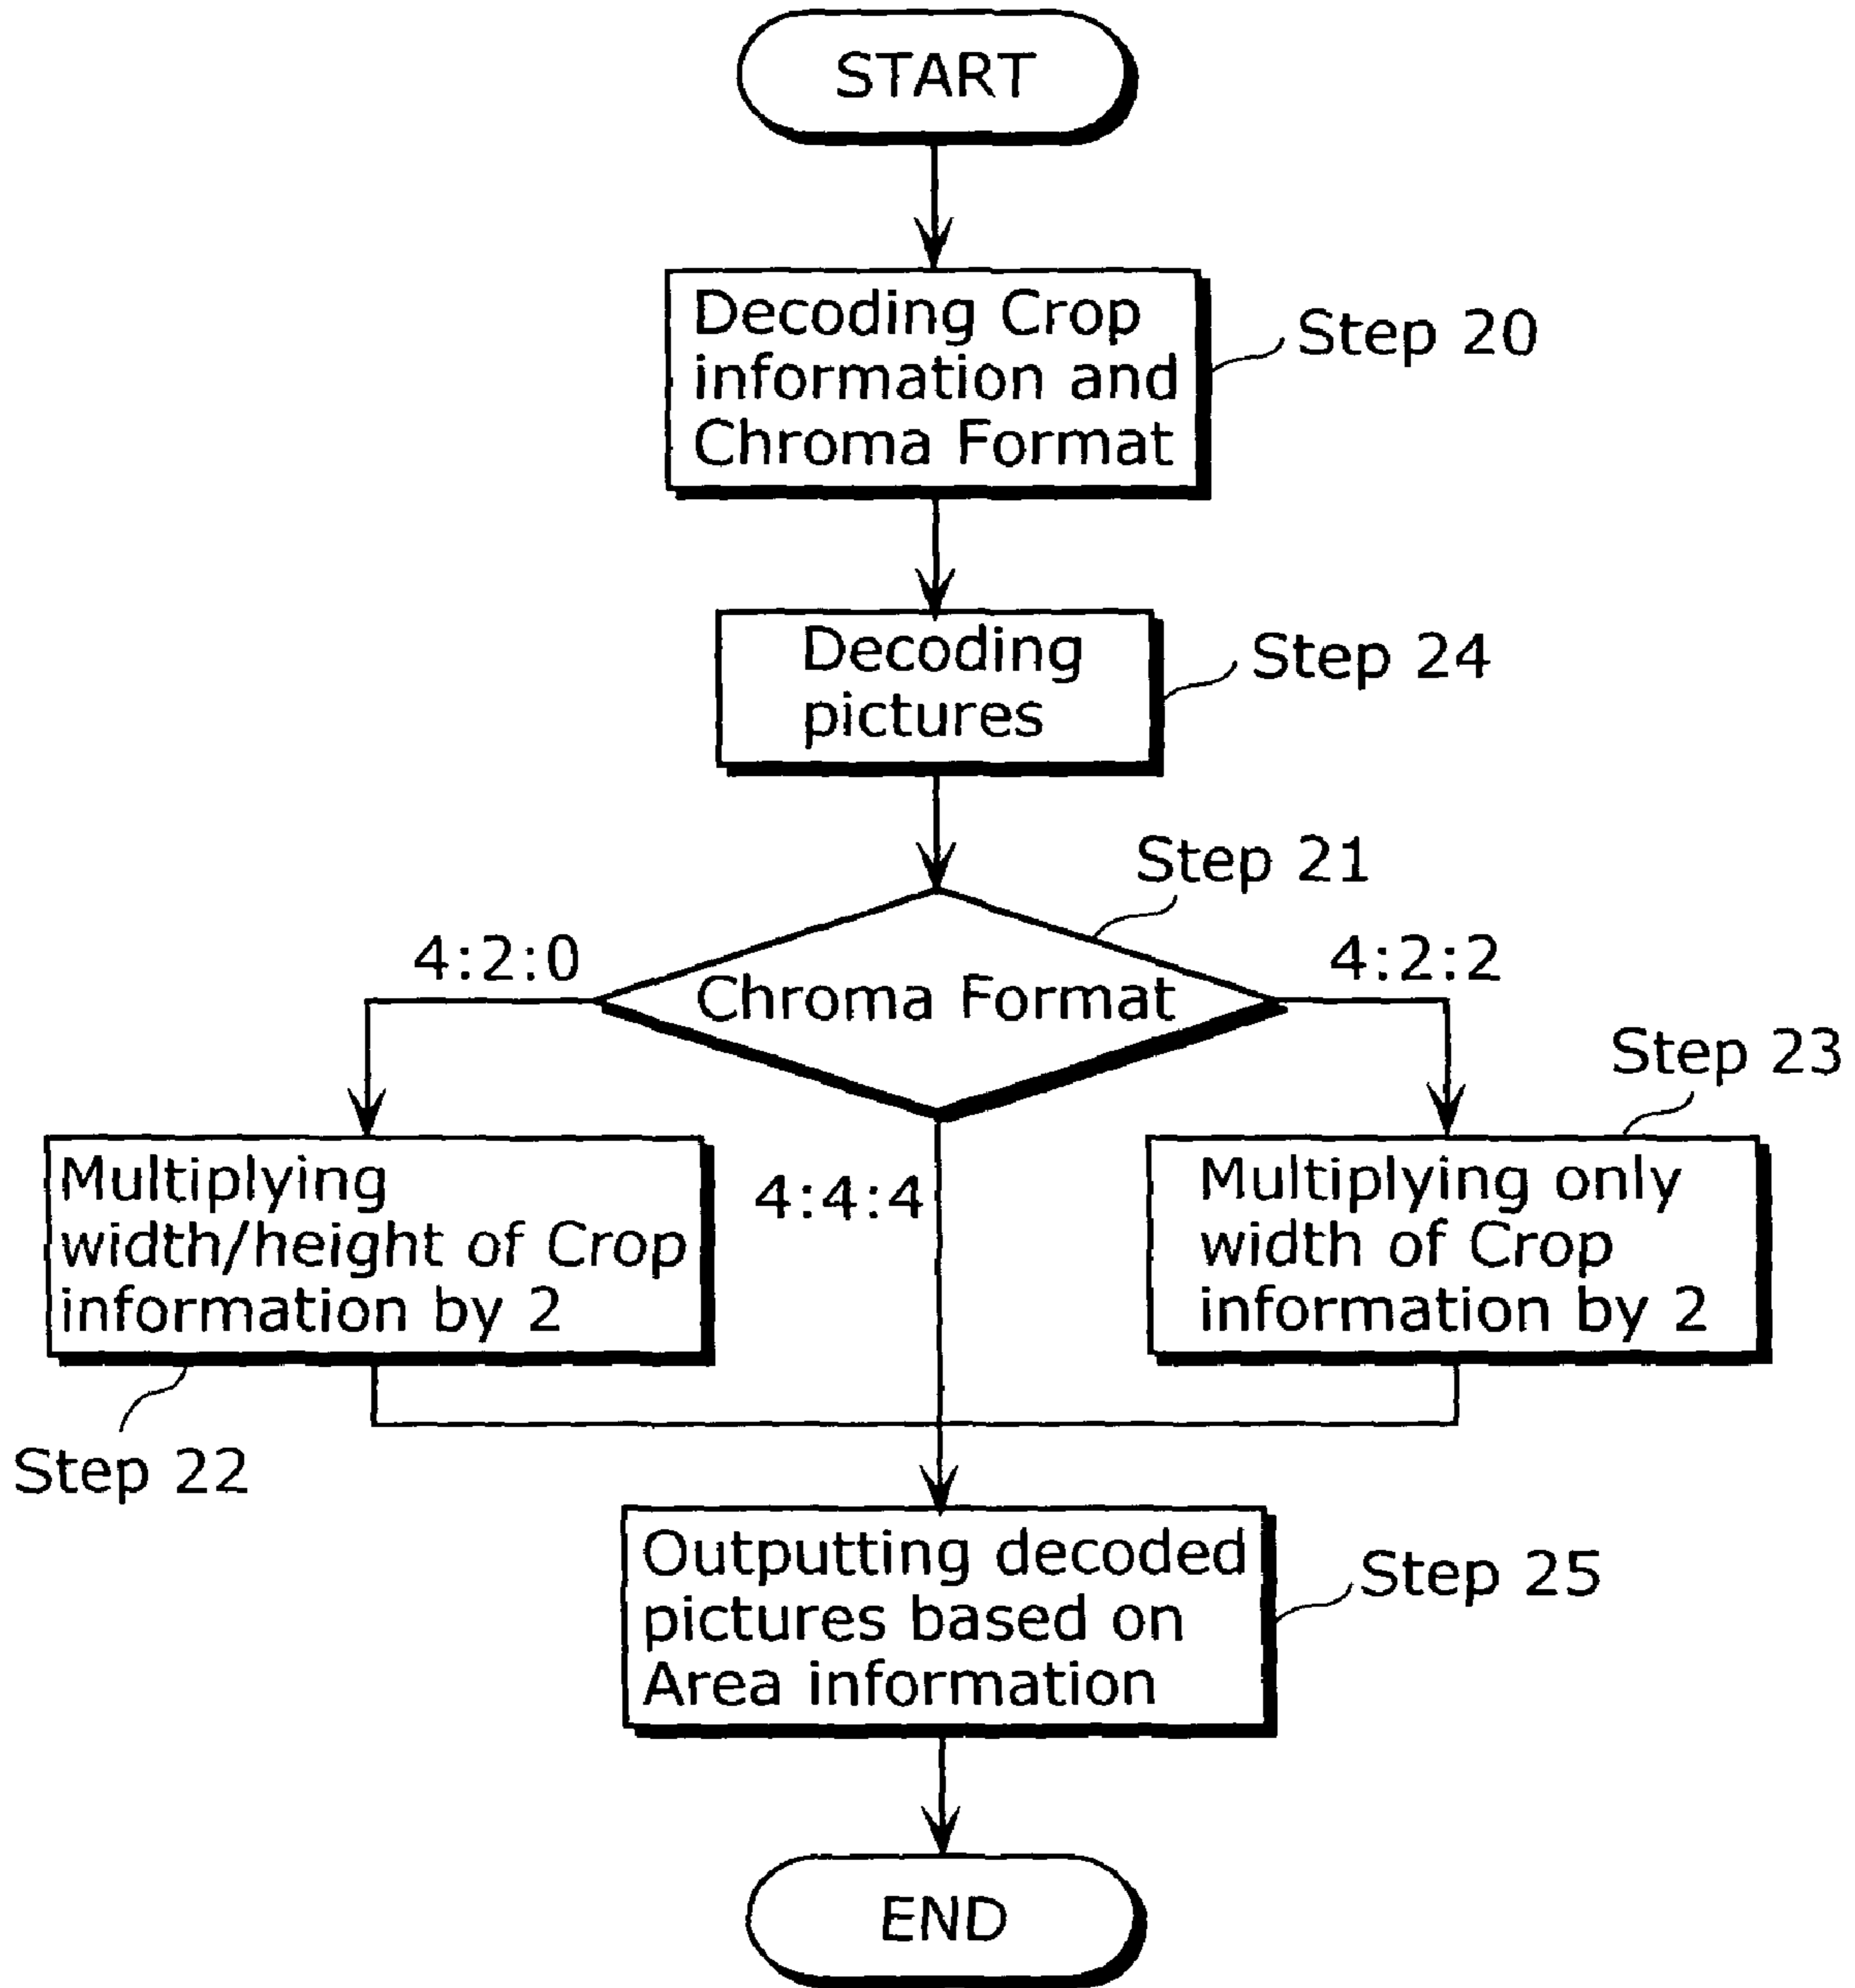 START
Decoding Crop
information and
Chroma Format
Step 20
Decoding
pictures
Step 24
Step 21
4:2:0
Chroma Format
4:2:2
Step 23
Multiplying
width/height of Crop
information by 2
4:4:4
Multiplying only
width of Crop
information by 2
Step 22
Outputting decoded
pictures based on
Area information
Step 25
END